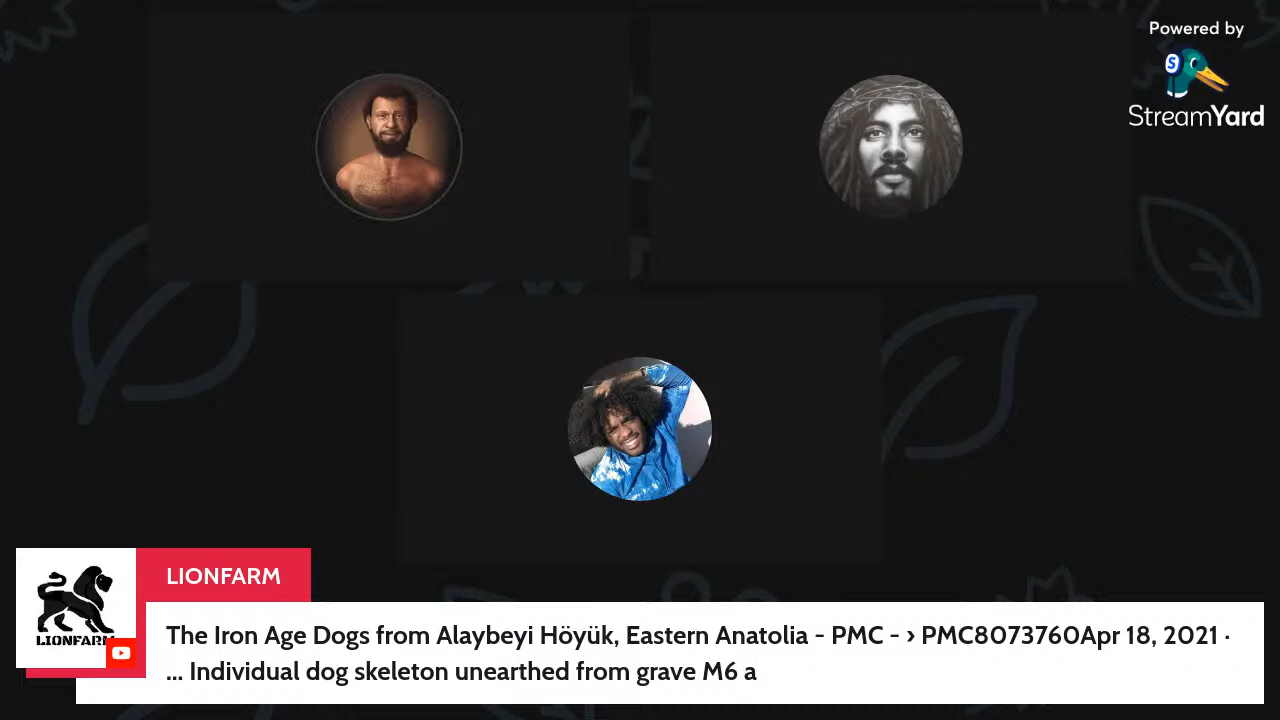 Powered by
StreamYard
LIONFARM
LIONFARM
The Iron Age Dogs from Alaybeyi Höyük, Eastern Anatolia - PMC - › PMC8073760Apr 18, 2021 ·
... Individual dog skeleton unearthed from grave M6 a